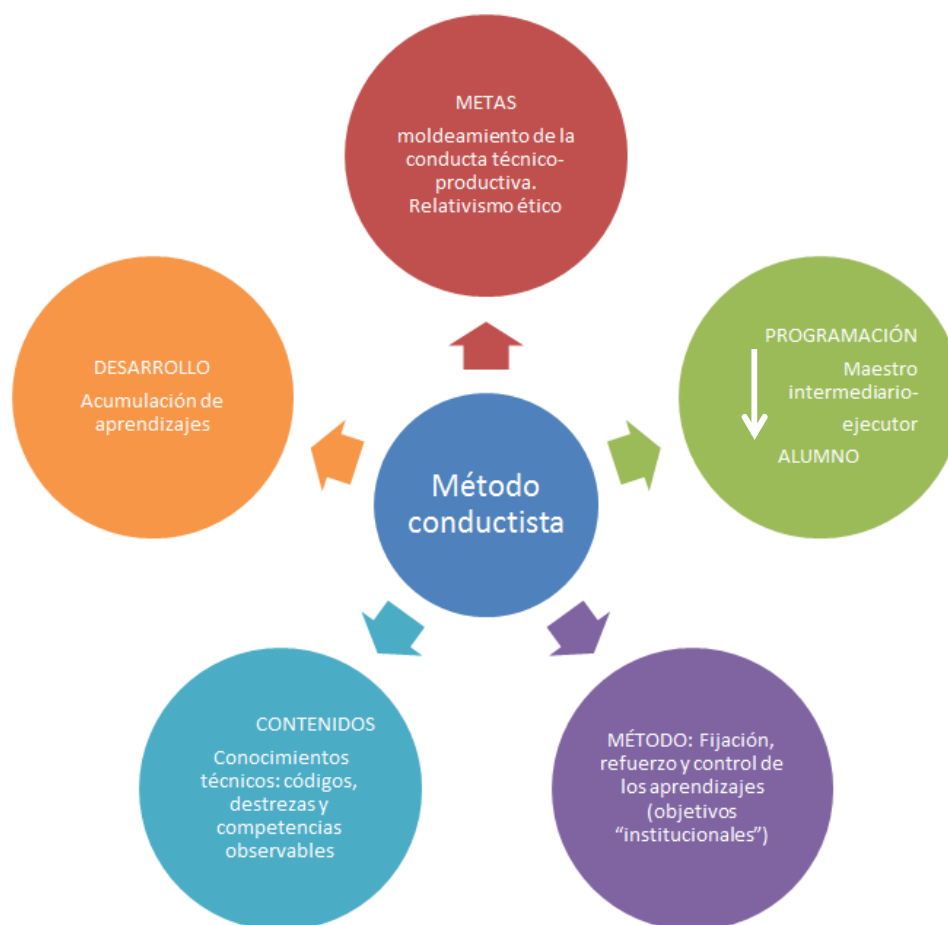 METAS
moldeamiento de la
conducta técnico-
productiva.
Relativismo ético
PROGRAMACIÓN
Maestro
intermediario-
ejecutor
ALUMNO
DESARROLLO
Acumulación de
aprendizajes
Método
conductista
CONTENIDOS
Conocimientos
técnicos: códigos,
destrezas y
competencias
observables
MÉTODO: Fijación,
refuerzo y control de
los aprendizajes
(objetivos
“institucionales”)